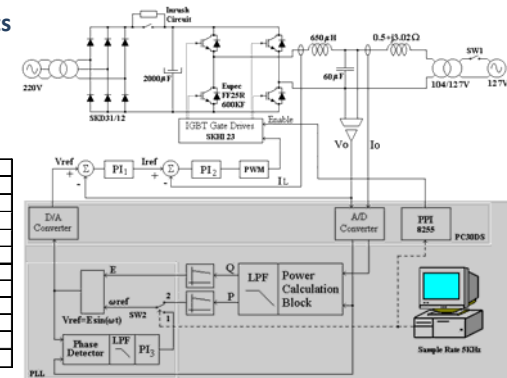 Inrush
Circuit
220V
SKD31/12
2000µF
Eupec
FF25R
600KF
650µH
60µF
0.5+j3.02Ω
SW1
104/127V
127V
IGBT Gate Drives
SKHI 23
Enable
Vo
Io
Vref
+
Σ
-
PI1
Iref
+
Σ
-
PI2
PWM
IL
D/A
Converter
A/D
Converter
PPI
8255
PC30DS
E
ωref
Vref=Esin(ωt)
SW2
2
1
Q
P
LPF
Power
Calculation
Block
Phase
Detector
LPF
PI3
PLL
Sample Rate 5KHz